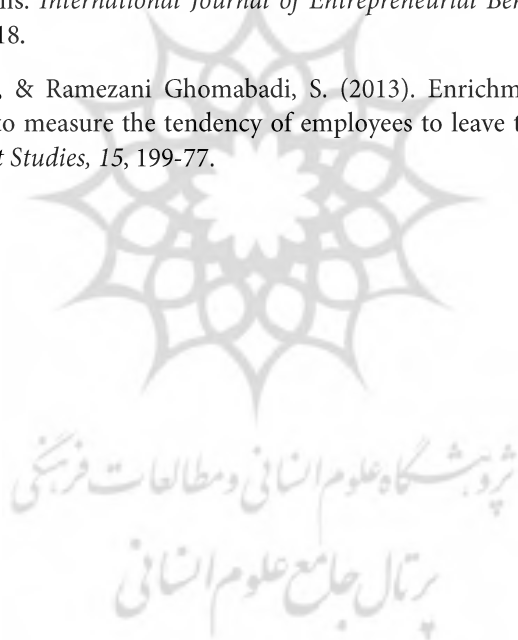 ns. International Journal of Entrepreneurial Be
18.
, & Ramezani Ghomabadi, S. (2013). Enrichm
to measure the tendency of employees to leave t
t Studies, 15, 199-77.
پژوهشگاه علوم انسانی و مطالعات فرهنگی
پرتال جامع علوم انسانی